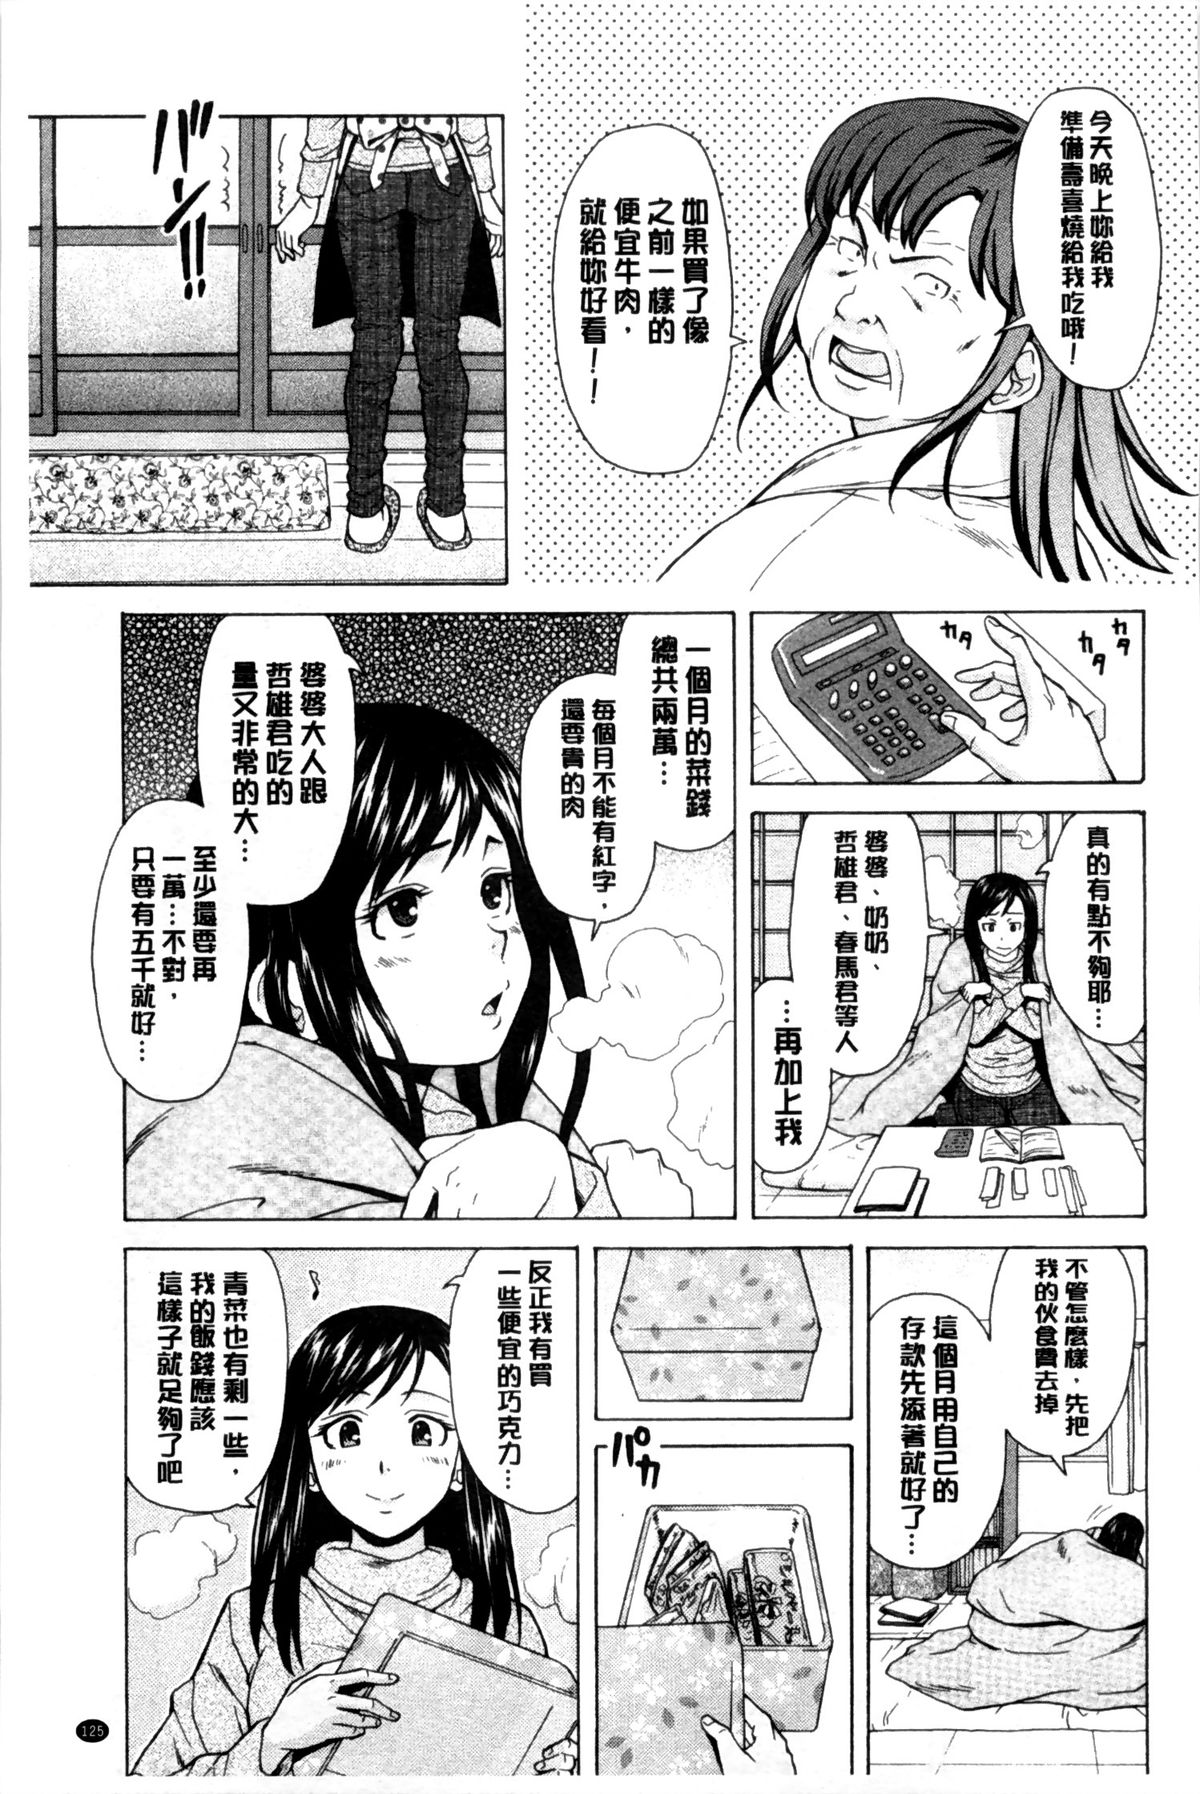 今天晚上妳給我
準備壽喜燒給我吃哦！
如果買了像
之前一樣的
便宜牛肉，
就給妳好看！！
バン!!
カタ
カタ
カタ
真的有點不夠耶…
婆婆、奶奶、
哲雄君、春馬君等人
…再加上我
一個月的菜錢
總共兩萬…
每個月不能有紅字，
還要貴的肉
婆婆大人跟
哲雄君吃的
量又非常的大…
至少還要再
一萬…不對，
只要有五千就好…
不管怎麼樣，先把
我的伙食費去掉
這個月用自己的
存款先添著就好了…
パカ
反正我有買
一些便宜的巧克力…
青菜也有剩一些，
我的飯錢應該
這樣子就足夠了吧
125